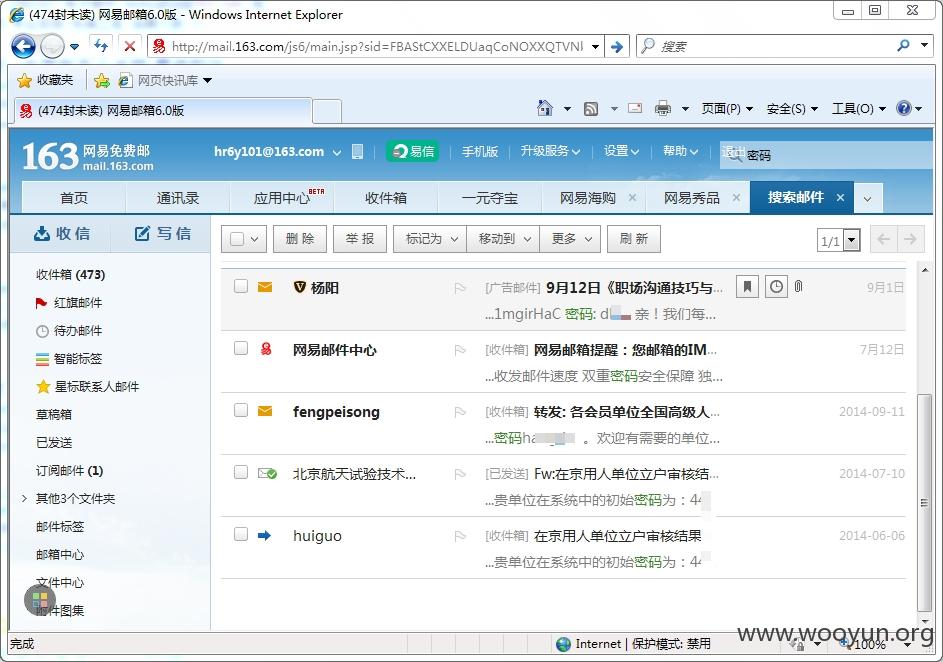 (474封未读) 网易邮箱6.0版 - Windows Internet Explorer
http://mail.163.com/js6/main.jsp?sid=FBAStCXXELDUaqCoNOXXQTVNI
搜索
收藏夹 网页快讯库
(474封未读) 网易邮箱6.0版 页面(P) 安全(S) 工具(O)
163 网易免费邮 mail.163.com hr6y101@163.com 易信 手机版 升级服务 设置 帮助 退出 密码
首页 通讯录 应用中心 BETA 收件箱 一元夺宝 网易海购 × 网易秀品 × 搜索邮件 ×
收信 写信 删除 举报 标记为 移动到 更多 刷新 1/1
收件箱 (473)
红旗邮件
待办邮件
智能标签
星标联系人邮件
草稿箱
已发送
订阅邮件 (1)
其他3个文件夹
邮件标签
邮箱中心
文件中心
附件图集
杨阳 [广告邮件] 9月12日《职场沟通技巧与... 9月1日
...1mgirHaC 密码: d 亲！我们每...
网易邮件中心 [收件箱] 网易邮箱提醒：您邮箱的IM... 7月12日
...收发邮件速度 双重密码安全保障 独...
fengpeisong [收件箱] 转发: 各会员单位全国高级人... 2014-09-11
...密码ha 。欢迎有需要的单位...
北京航天试验技术... [已发送] Fw:在京用人单位立户审核结... 2014-07-10
...贵单位在系统中的初始密码为：44
huiguo [收件箱] 在京用人单位立户审核结果 2014-06-06
...贵单位在系统中的初始密码为：44
完成 Internet | 保护模式: 禁用 100%
www.wooyun.org